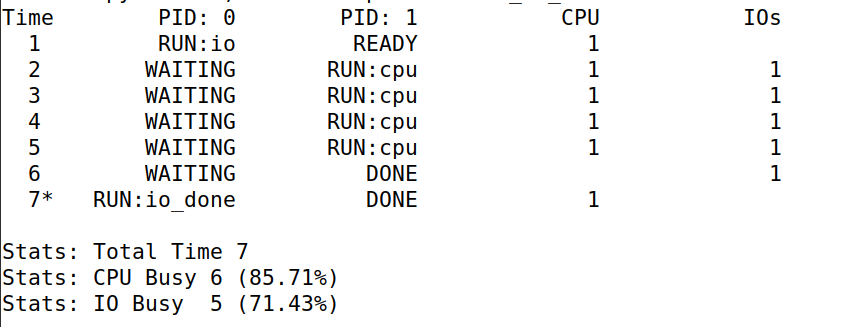 Time        PID: 0        PID: 1           CPU           IOs
  1         RUN:io         READY             1
  2        WAITING       RUN:cpu             1             1
  3        WAITING       RUN:cpu             1             1
  4        WAITING       RUN:cpu             1             1
  5        WAITING       RUN:cpu             1             1
  6        WAITING          DONE                           1
  7*   RUN:io_done          DONE             1
Stats: Total Time 7
Stats: CPU Busy 6 (85.71%)
Stats: IO Busy  5 (71.43%)